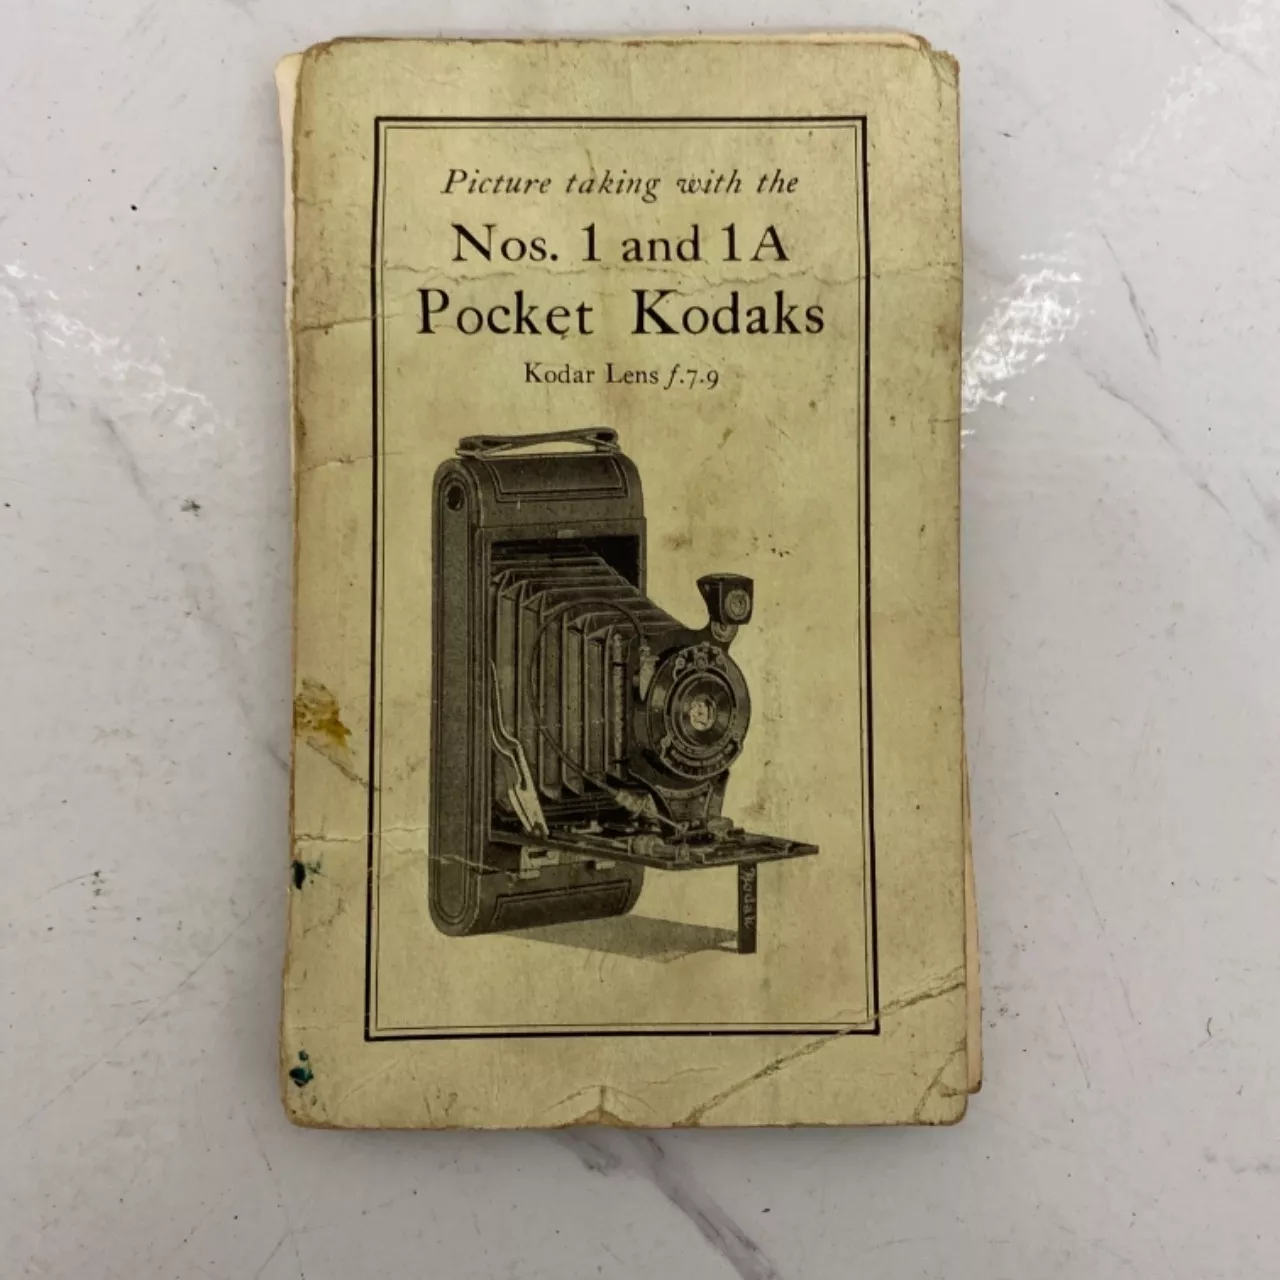 Picture taking with the
Nos. 1 and 1A
Pocket Kodaks
Kodar Lens f.7.9
Kodak